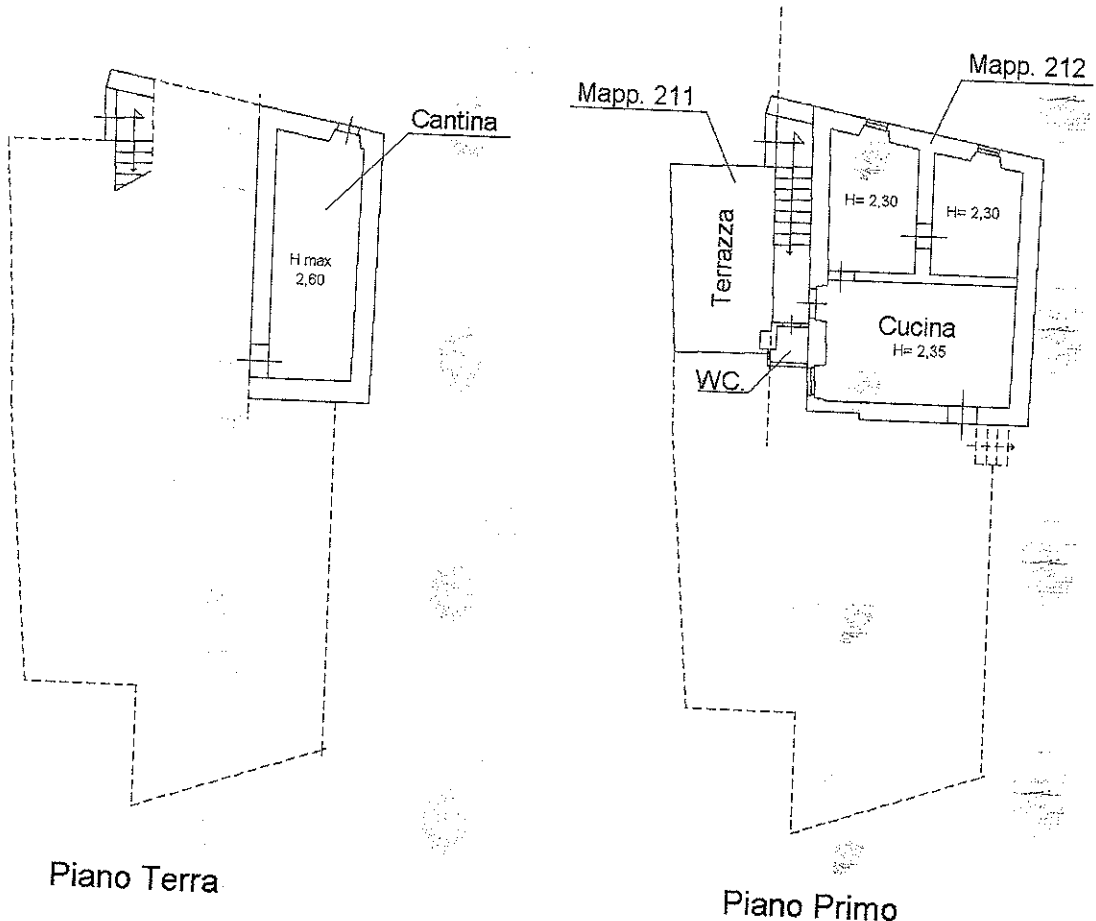 Cantina
H max
2,60
Piano Terra
Mapp. 211
Mapp. 212
Terrazza
H= 2,30
H= 2,30
Cucina
H= 2,35
WC.
Piano Primo